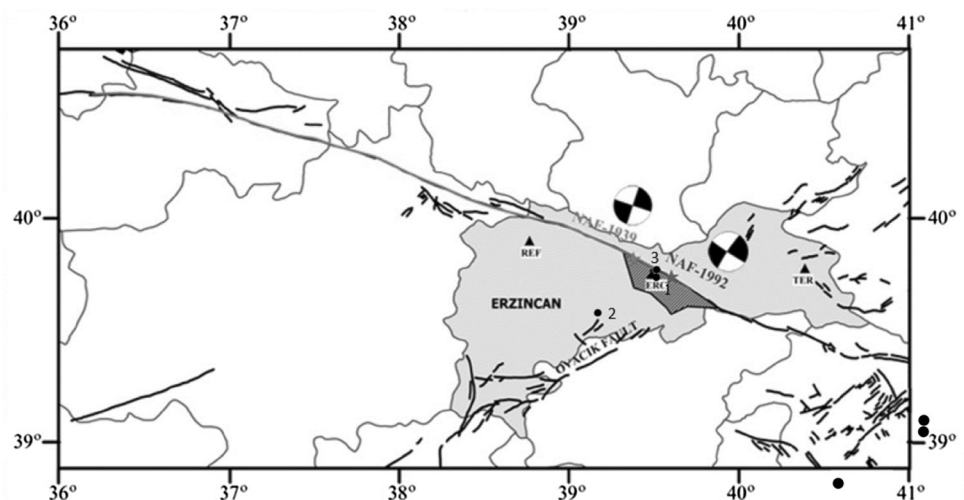 36° 37° 38° 39° 40° 41°
40° 40°
NAF-1939
REF
3
NAF-1992
TER
ERC
1
ERZINCAN
2
OVACIK FAULT
39° 39°
36° 37° 38° 39° 40° 41°